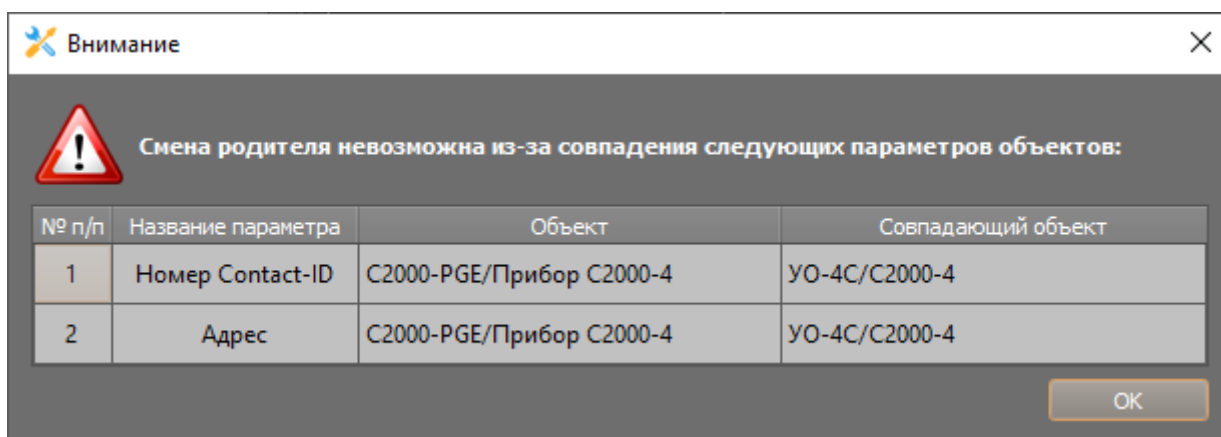 Внимание
Смена родителя невозможна из-за совпадения следующих параметров объектов:
№ п/п Название параметра Объект Совпадающий объект
1 Номер Contact-ID С2000-PGE/Прибор С2000-4 УО-4С/С2000-4
2 Адрес С2000-PGE/Прибор С2000-4 УО-4С/С2000-4
ОК